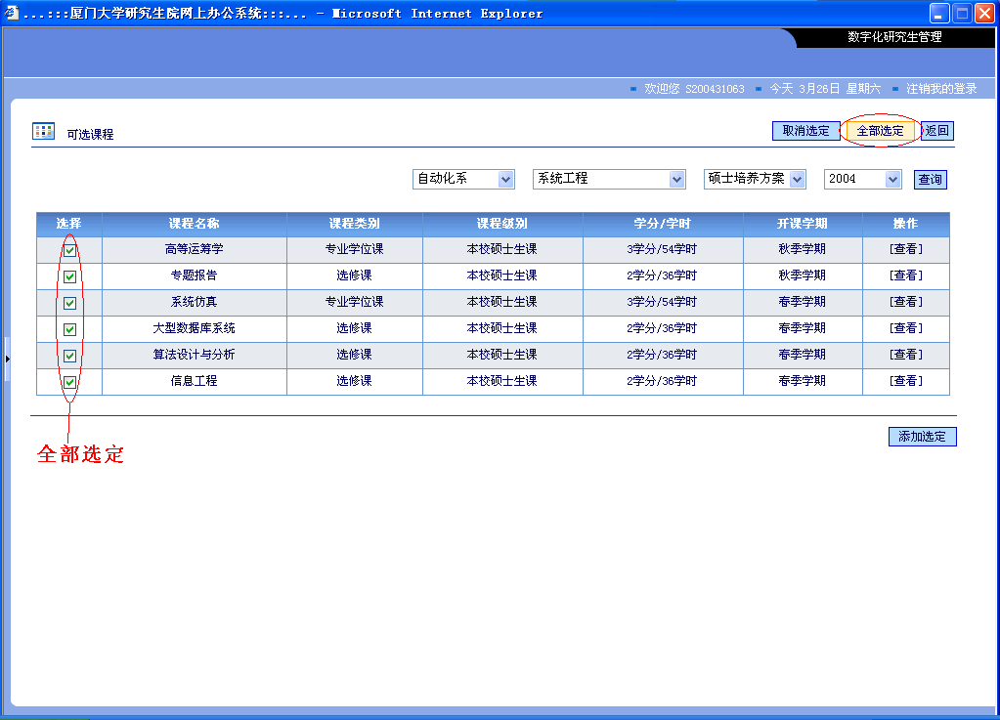 ...:::厦门大学研究生院网上办公系统:::... - Microsoft Internet Explorer
数字化研究生管理
欢迎您 S200431063 今天 3月26日 星期六 注销我的登录
可选课程 取消选定 全部选定 返回
自动化系 系统工程 硕士培养方案 2004 查询
选择 课程名称 课程类别 课程级别 学分/学时 开课学期 操作
高等运筹学 专业学位课 本校硕士生课 3学分/54学时 秋季学期 [查看]
专题报告 选修课 本校硕士生课 2学分/36学时 秋季学期 [查看]
系统仿真 专业学位课 本校硕士生课 3学分/54学时 春季学期 [查看]
大型数据库系统 选修课 本校硕士生课 2学分/36学时 春季学期 [查看]
算法设计与分析 选修课 本校硕士生课 2学分/36学时 春季学期 [查看]
信息工程 选修课 本校硕士生课 2学分/36学时 春季学期 [查看]
添加选定
全部选定